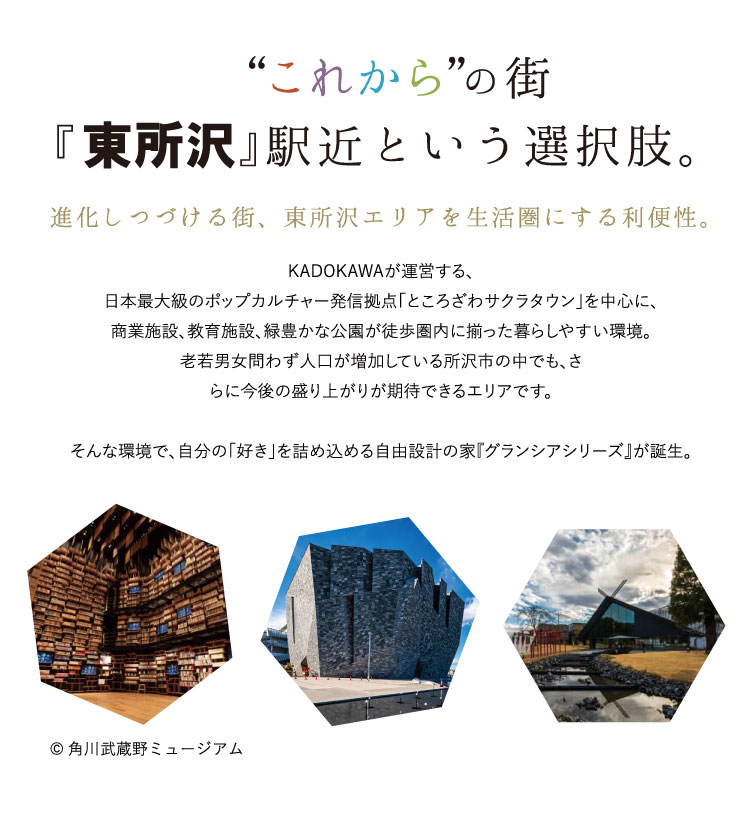 “これから”の街
『東所沢』駅近という選択肢。
進化しつづける街、東所沢エリアを生活圏にする利便性。
KADOKAWAが運営する、
日本最大級のポップカルチャー発信拠点「ところざわサクラタウン」を中心に、
商業施設、教育施設、緑豊かな公園が徒歩圏内に揃った暮らしやすい環境。
老若男女問わず人口が増加している所沢市の中でも、さ
らに今後の盛り上がりが期待できるエリアです。
そんな環境で、自分の「好き」を詰め込める自由設計の家『グランシアシリーズ』が誕生。
© 角川武蔵野ミュージアム